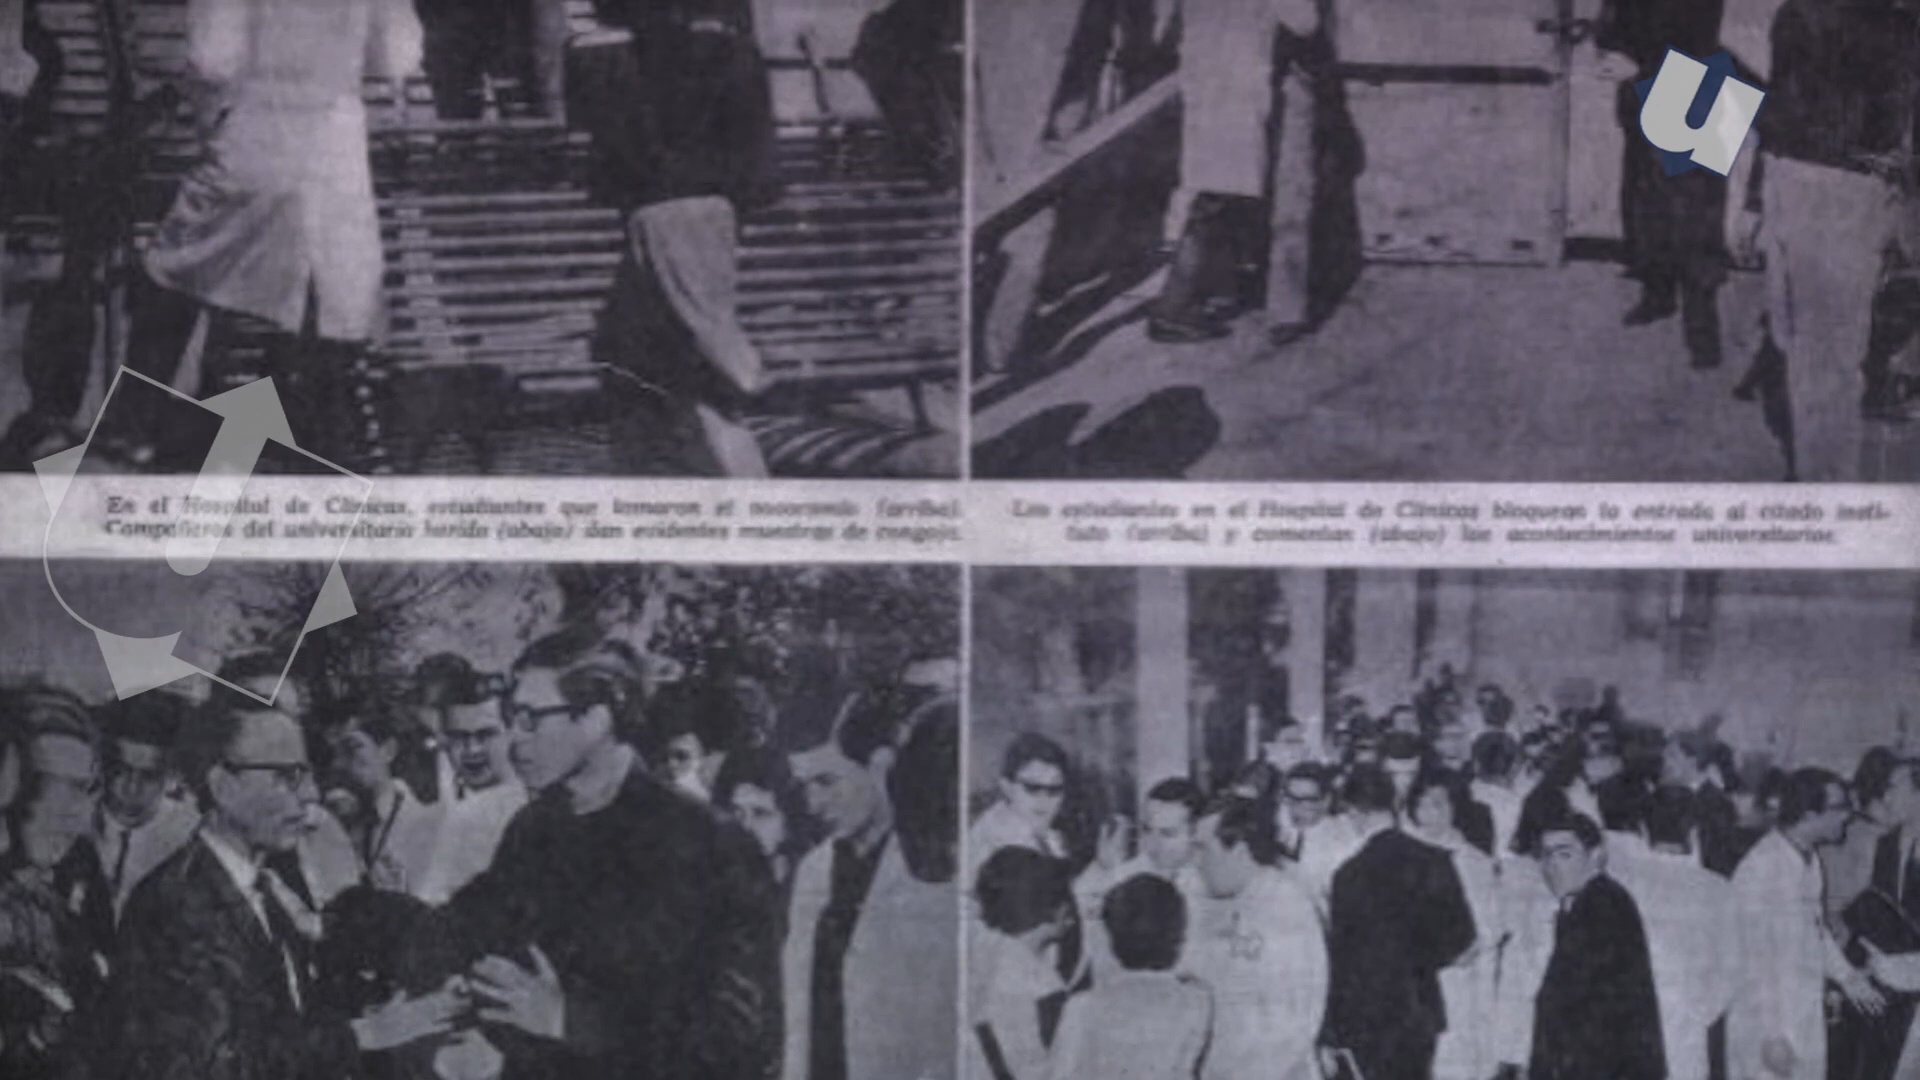 u
En el Hospital de Clínicas, estudiantes que tomaron el nosocomio (arriba).
Compañeros del universitario herido (abajo) dan evidentes muestras de congoja.
Los estudiantes en el Hospital de Clínicas bloquean la entrada al citado insti-
tuto (arriba) y comentan (abajo) los acontecimientos universitarios